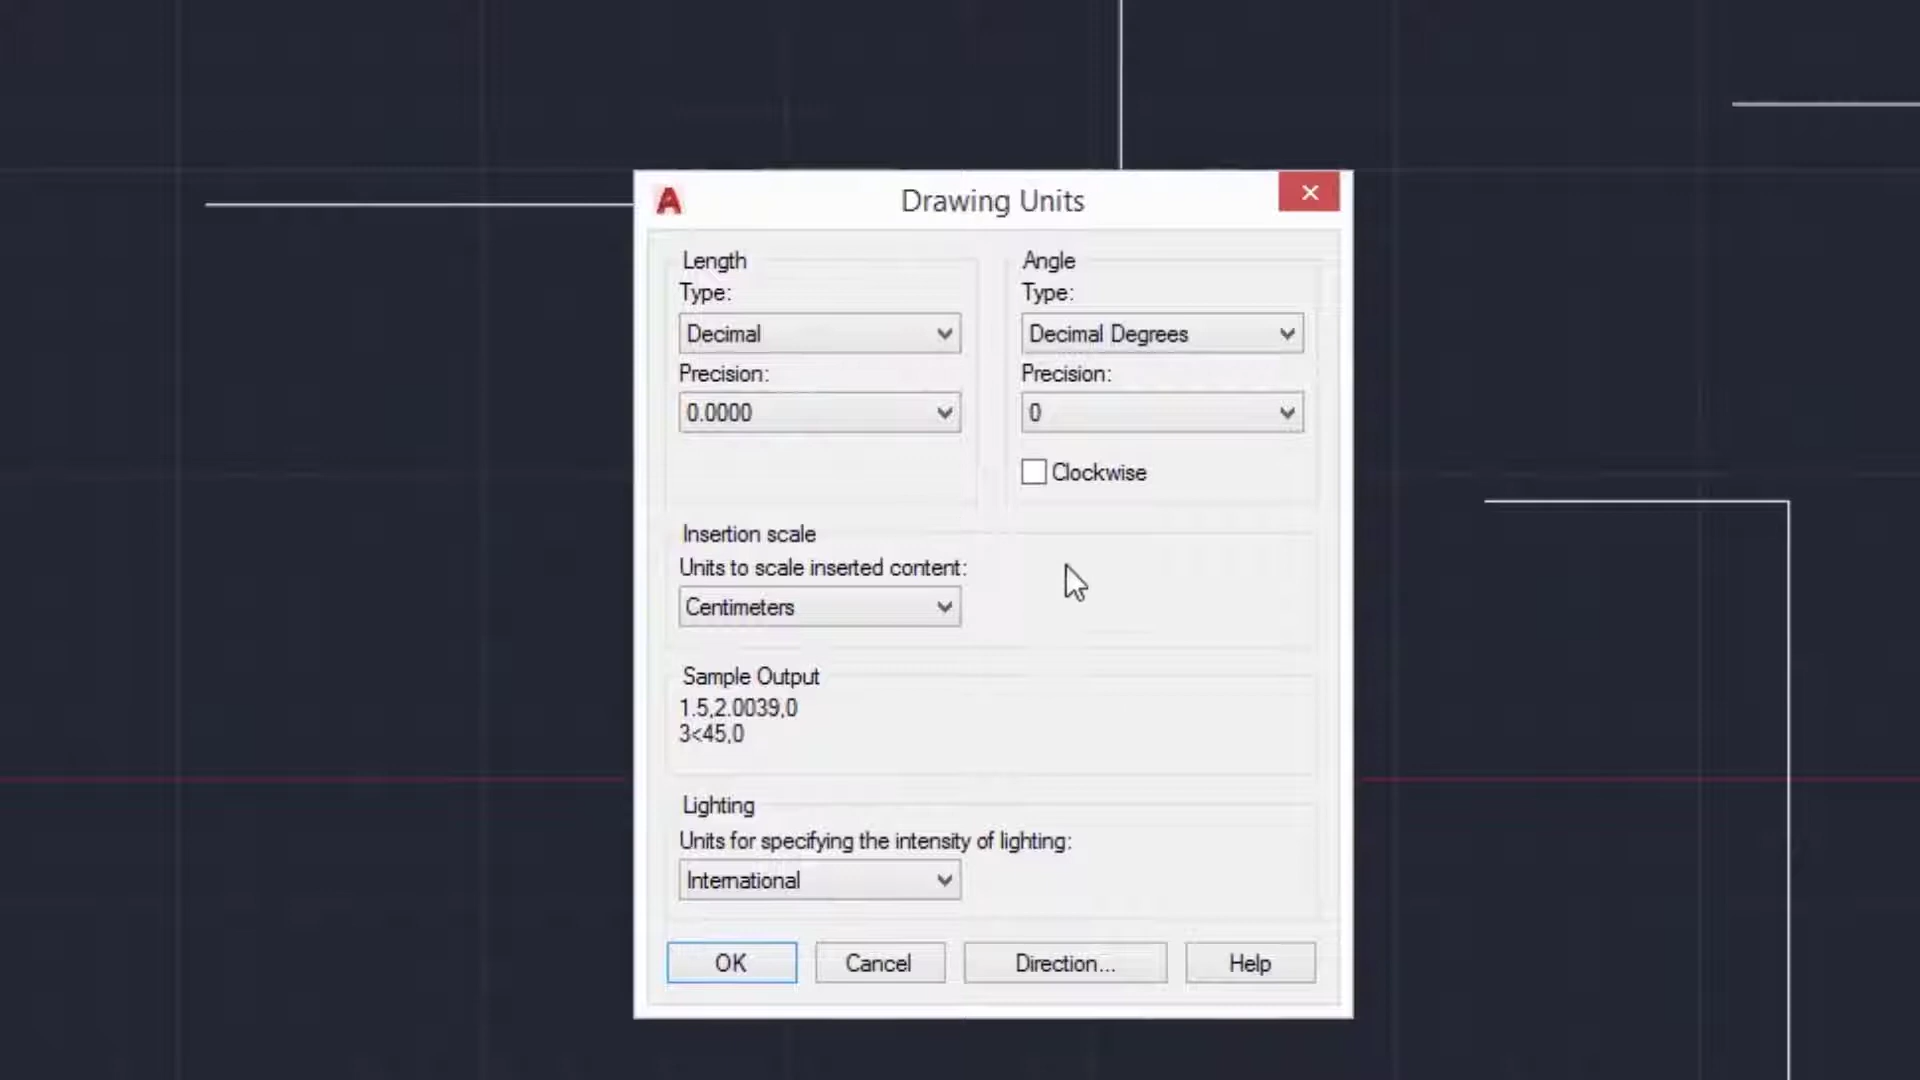 Drawing Units
Length
Type:
Decimal
Precision:
0.0000
Angle
Type:
Decimal Degrees
Precision:
0
Clockwise
Insertion scale
Units to scale inserted content:
Centimeters
Sample Output
1.5,2.0039,0
3<45,0
Lighting
Units for specifying the intensity of lighting:
International
OK
Cancel
Direction...
Help